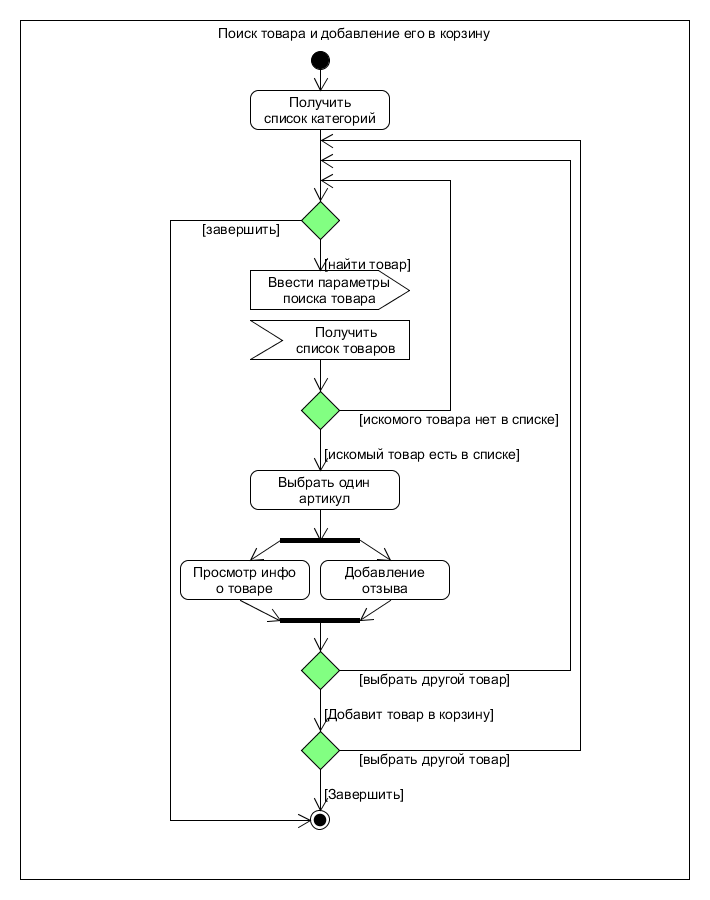 Поиск товара и добавление его в корзину
Получить
список категорий
[завершить]
[найти товар]
Ввести параметры
поиска товара
Получить
список товаров
[искомого товара нет в списке]
[искомый товар есть в списке]
Выбрать один
артикул
Просмотр инфо
о товаре
Добавление
отзыва
[выбрать другой товар]
[Добавит товар в корзину]
[выбрать другой товар]
[Завершить]